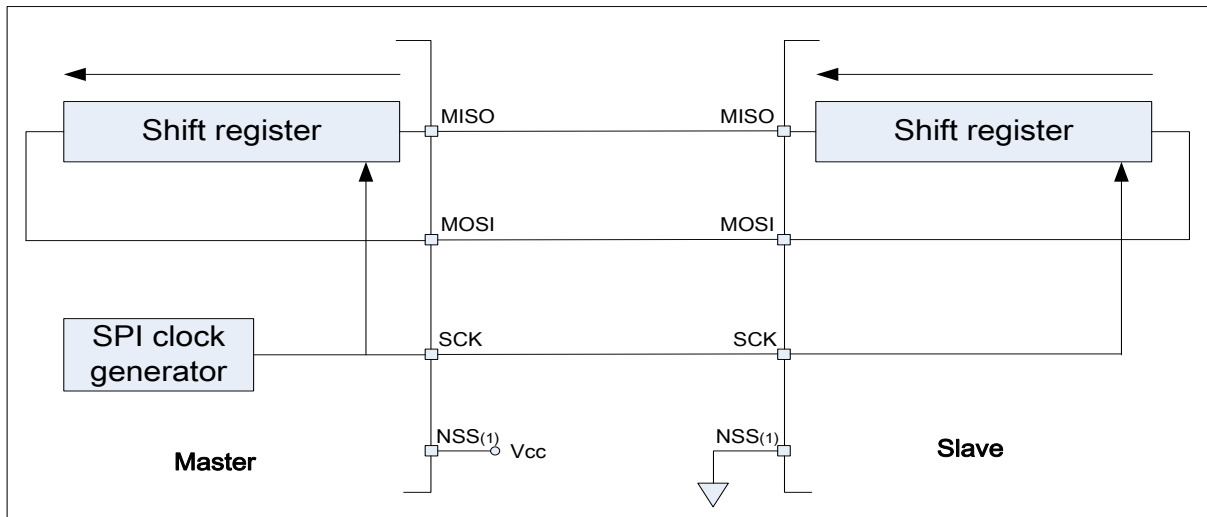 MISO MISO
Shift register Shift register
MOSI MOSI
SPI clock
generator
SCK SCK
NSS(1) Vcc NSS(1)
Master Slave